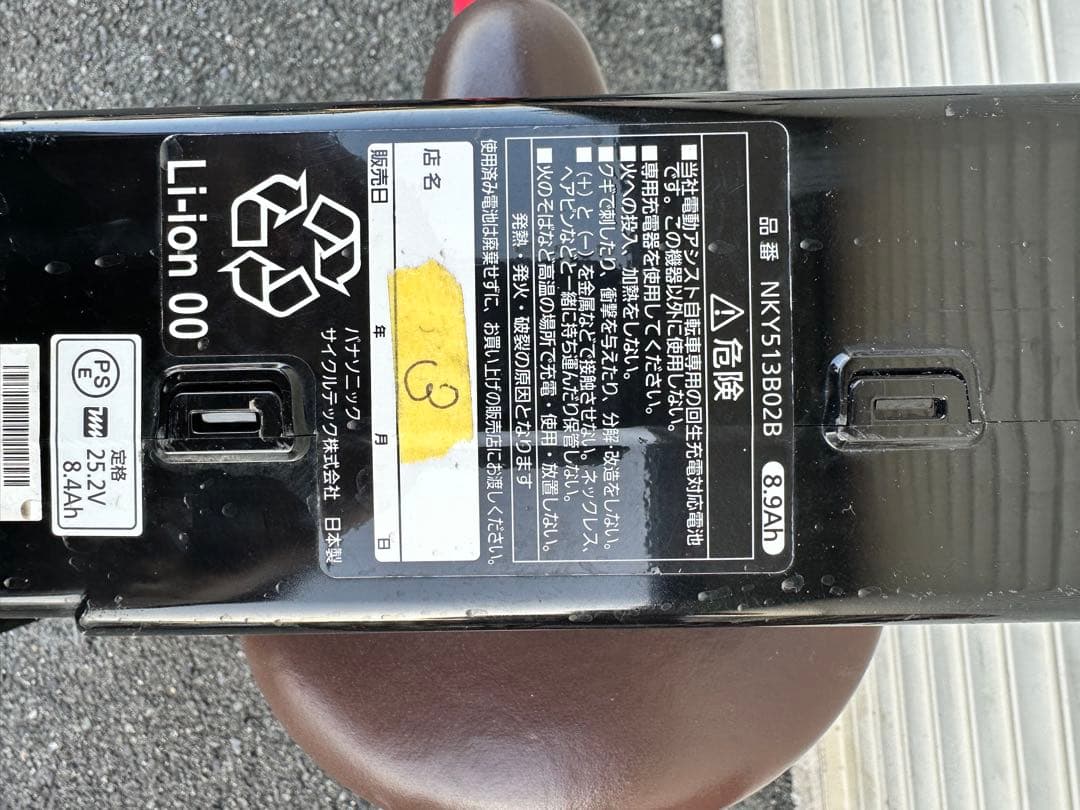 品番 NKY513B02B 8.9Ah
⚠危険
■当社電動アシスト自転車専用の回生充電対応電池
です。この機器以外に使用しない。
■専用充電器を使用してください。
■火への投入、加熱をしない。
■クギで刺したり、衝撃を与えたり、分解・改造をしない。
■(+)と(−)を金属などで接触させない。ネックレス、
ヘアピンなどと一緒に持ち運んだり保管しない。
■火のそばなど高温の場所で充電・使用・放置しない。
発熱・発火・破裂の原因となります
使用済み電池は廃棄せずに、お買い上げの販売店にお渡しください。
店名
3
販売日 年 月 日
パナソニック
サイクルテック株式会社 日本製
Li-ion 00
PS
E
定格
25.2V
8.4Ah